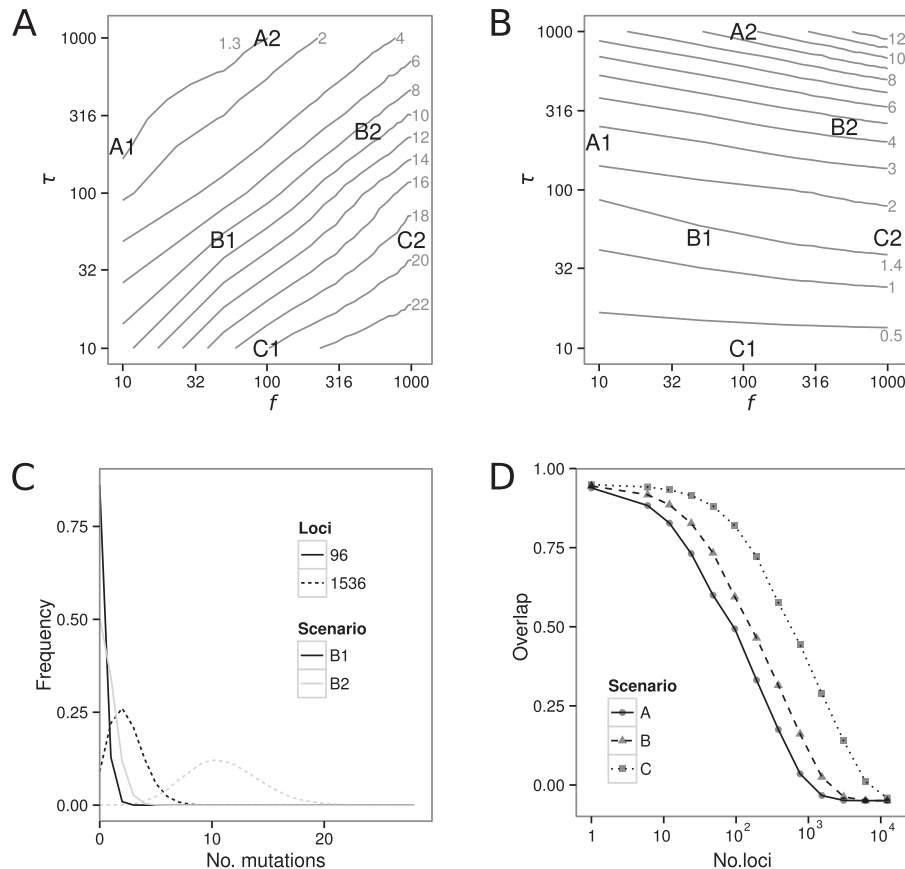 A
1000
316
100
32
10
τ
1.3
A2
2
4
6
8
10
12
14
16
18
20
22
A1
B2
B1
C2
C1
10
32
100
316
1000
f
B
1000
316
100
32
10
τ
A2
12
10
8
6
4
3
2
1.4
1
0.5
A1
B2
B1
C2
C1
10
32
100
316
1000
f
C
Frequency
0.75
0.50
0.25
0.00
Loci
96
1536
Scenario
B1
B2
0
10
20
No. mutations
D
Overlap
1.00
0.75
0.50
0.25
0.00
Scenario
A
B
C
1
10
10²
10³
10⁴
No.loci